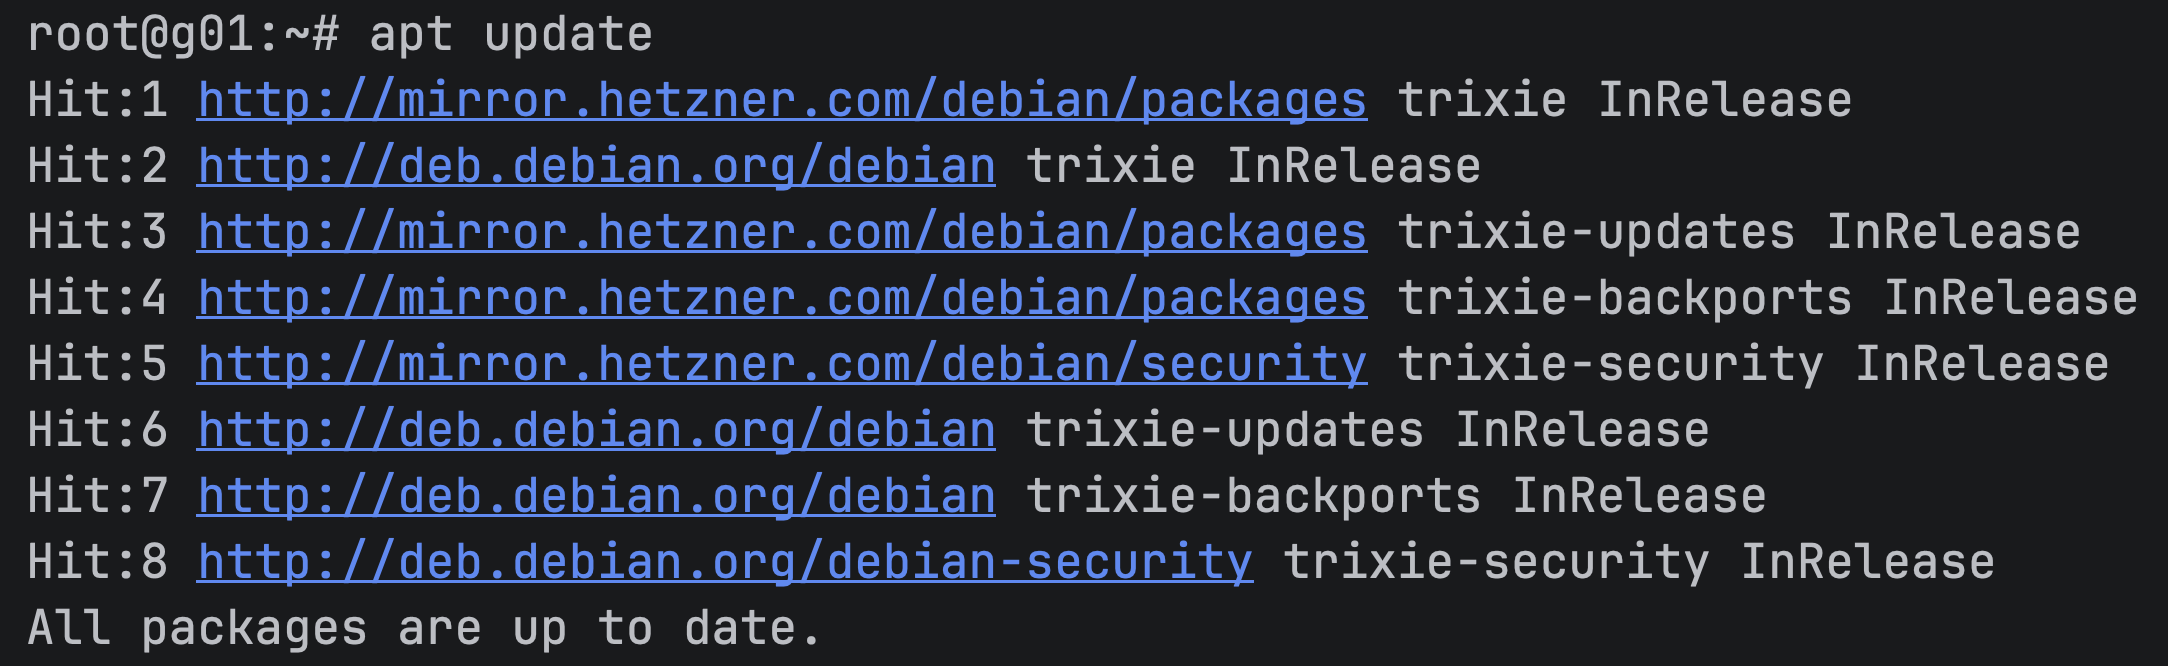 root@g01:~# apt update
Hit:1 http://mirror.hetzner.com/debian/packages trixie InRelease
Hit:2 http://deb.debian.org/debian trixie InRelease
Hit:3 http://mirror.hetzner.com/debian/packages trixie-updates InRelease
Hit:4 http://mirror.hetzner.com/debian/packages trixie-backports InRelease
Hit:5 http://mirror.hetzner.com/debian/security trixie-security InRelease
Hit:6 http://deb.debian.org/debian trixie-updates InRelease
Hit:7 http://deb.debian.org/debian trixie-backports InRelease
Hit:8 http://deb.debian.org/debian-security trixie-security InRelease
All packages are up to date.